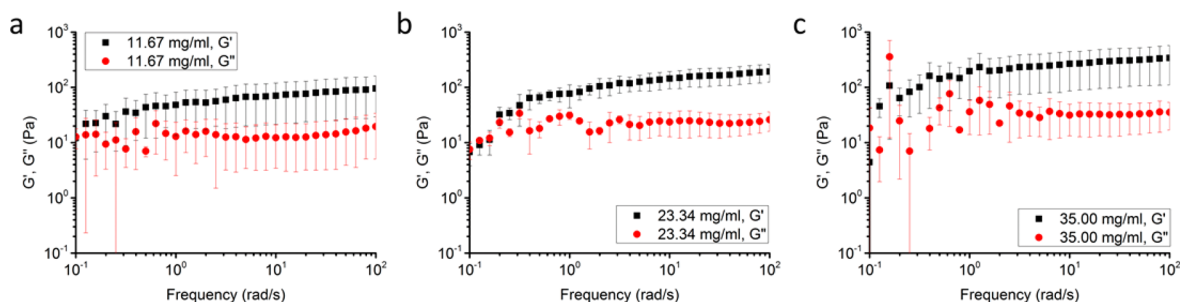 a
10³
10²
10¹
10⁰
10⁻¹
G', G'' (Pa)
11.67 mg/ml, G'
11.67 mg/ml, G''
10⁻¹ 10⁰ 10¹ 10²
Frequency (rad/s)
b
10³
10²
10¹
10⁰
10⁻¹
G', G'' (Pa)
23.34 mg/ml, G'
23.34 mg/ml, G''
10⁻¹ 10⁰ 10¹ 10²
Frequency (rad/s)
c
10³
10²
10¹
10⁰
10⁻¹
G', G'' (Pa)
35.00 mg/ml, G'
35.00 mg/ml, G''
10⁻¹ 10⁰ 10¹ 10²
Frequency (rad/s)